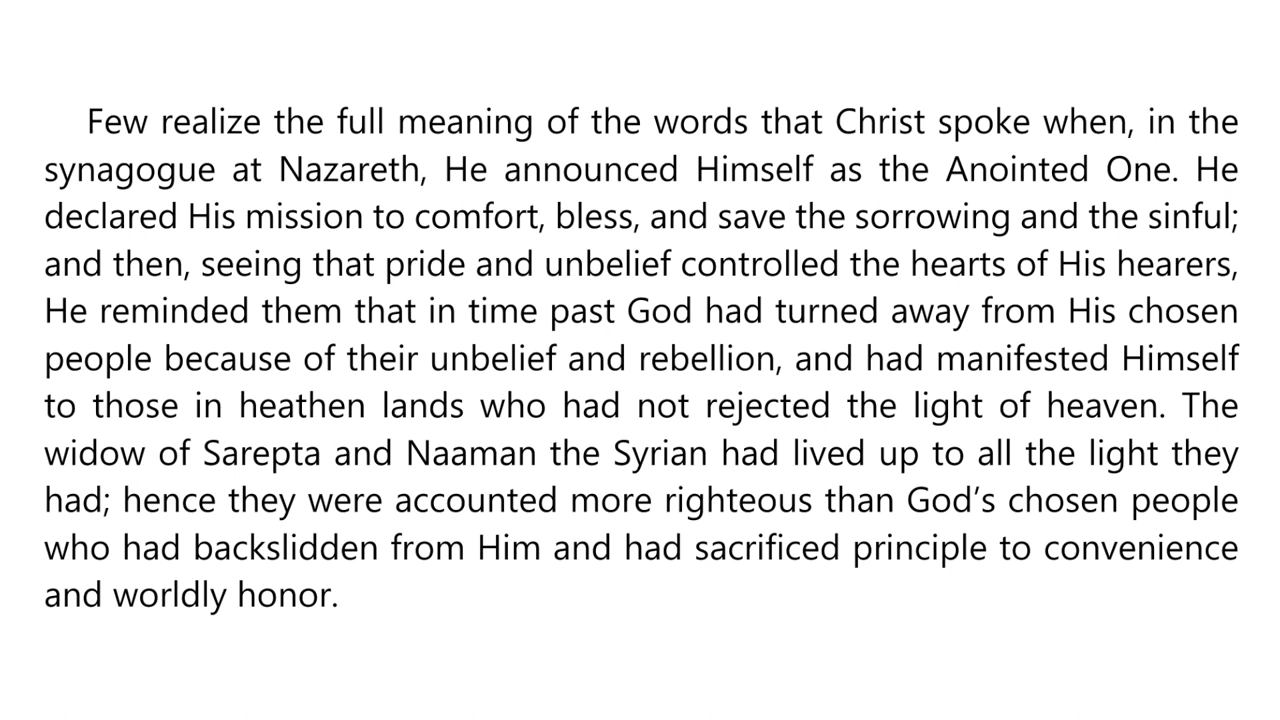 Few realize the full meaning of the words that Christ spoke when, in the
synagogue at Nazareth, He announced Himself as the Anointed One. He
declared His mission to comfort, bless, and save the sorrowing and the sinful;
and then, seeing that pride and unbelief controlled the hearts of His hearers,
He reminded them that in time past God had turned away from His chosen
people because of their unbelief and rebellion, and had manifested Himself
to those in heathen lands who had not rejected the light of heaven. The
widow of Sarepta and Naaman the Syrian had lived up to all the light they
had; hence they were accounted more righteous than God’s chosen people
who had backslidden from Him and had sacrificed principle to convenience
and worldly honor.